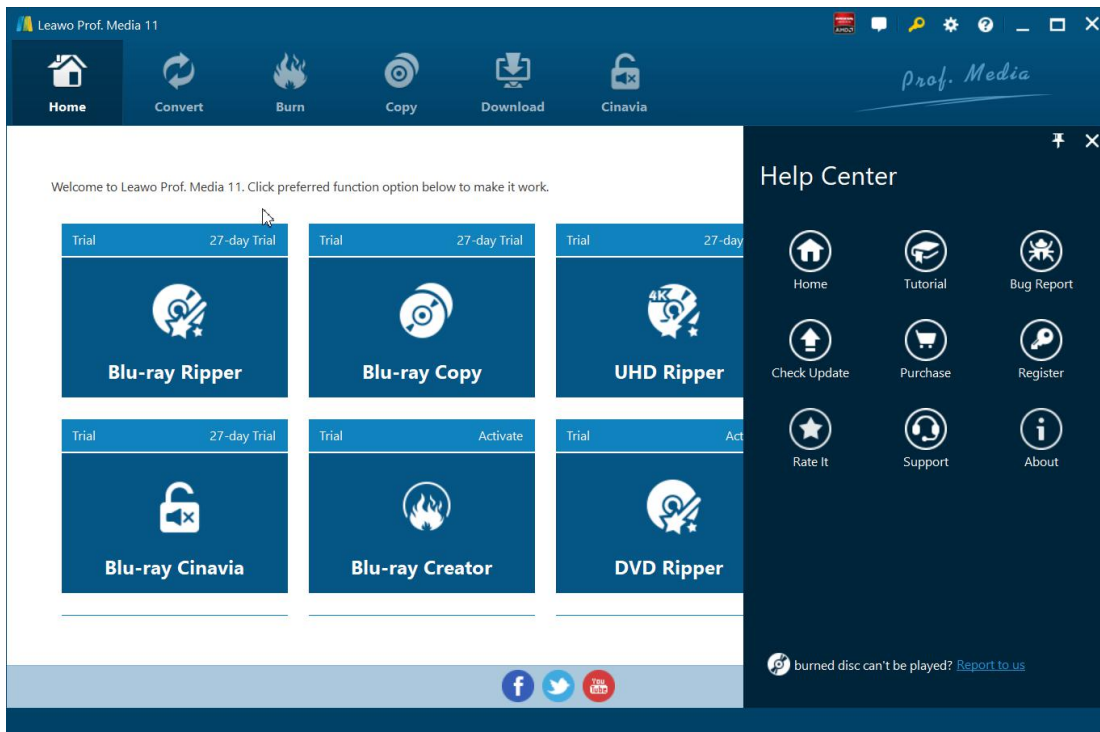 Leawo Prof. Media 11
AMDZI
Home
Convert
Burn
Copy
Download
Cinavia
Prof. Media
Welcome to Leawo Prof. Media 11. Click preferred function option below to make it work.
Trial 27-day Trial
Blu-ray Ripper
Trial 27-day Trial
Blu-ray Copy
Trial 27-day
4K
UHD Ripper
Trial 27-day Trial
Blu-ray Cinavia
Trial Activate
Blu-ray Creator
Trial Act
DVD Ripper
Help Center
Home
Tutorial
Bug Report
Check Update
Purchase
Register
Rate It
Support
About
burned disc can't be played? Report to us
You
Tube